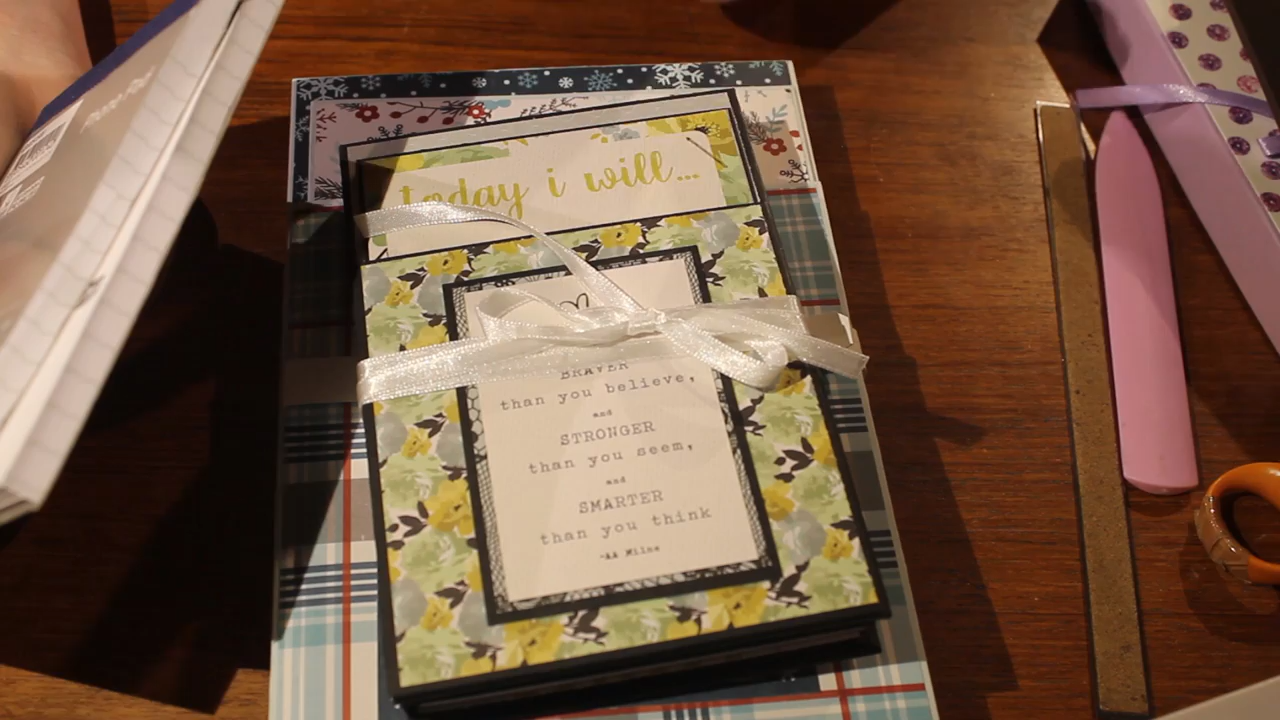 today i will...
BRAVER
than you believe,
and
STRONGER
than you seem,
and
SMARTER
than you think
-AA Milne